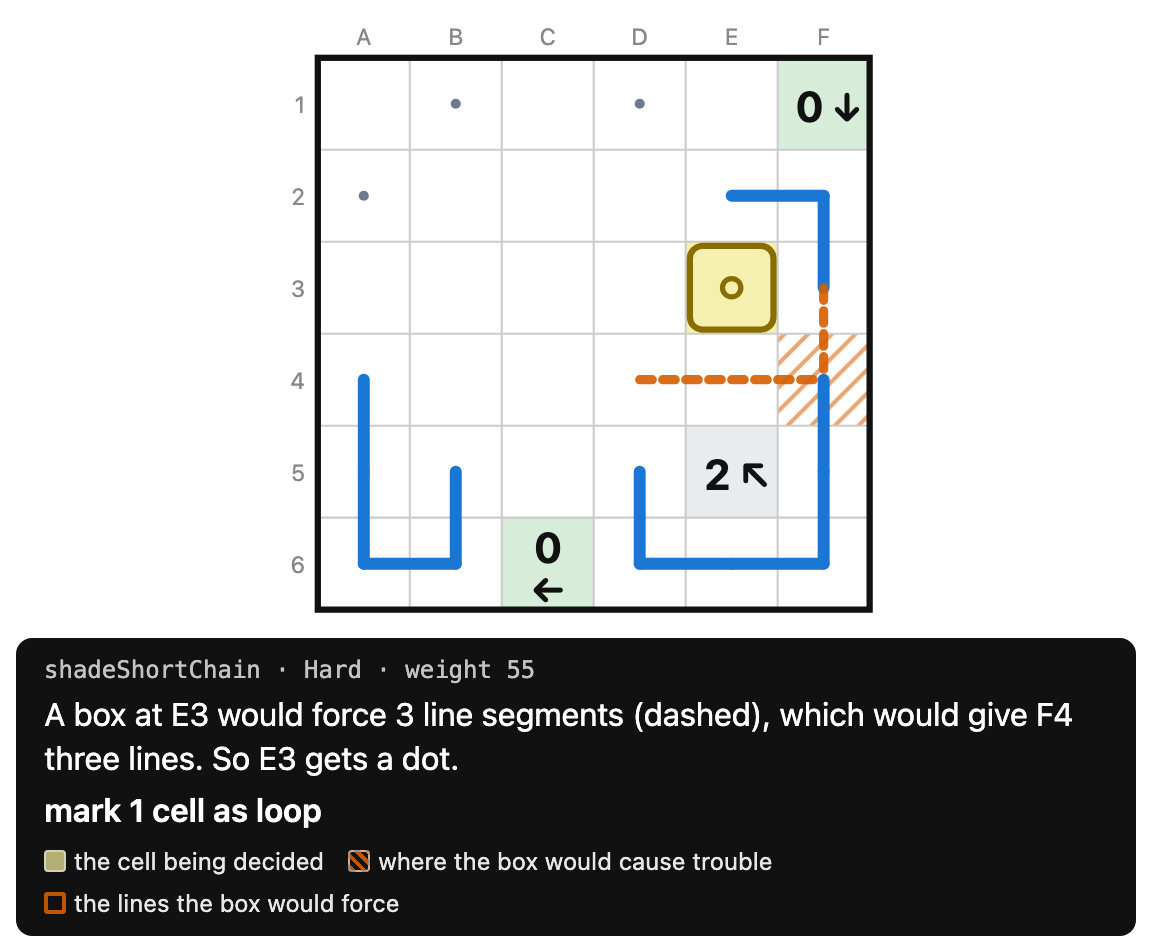 A B C D E F
1 0 ↓
2
3
4
5 2 ↖
6 0
←
shadeShortChain · Hard · weight 55
A box at E3 would force 3 line segments (dashed), which would give F4
three lines. So E3 gets a dot.
mark 1 cell as loop
the cell being decided where the box would cause trouble
the lines the box would force